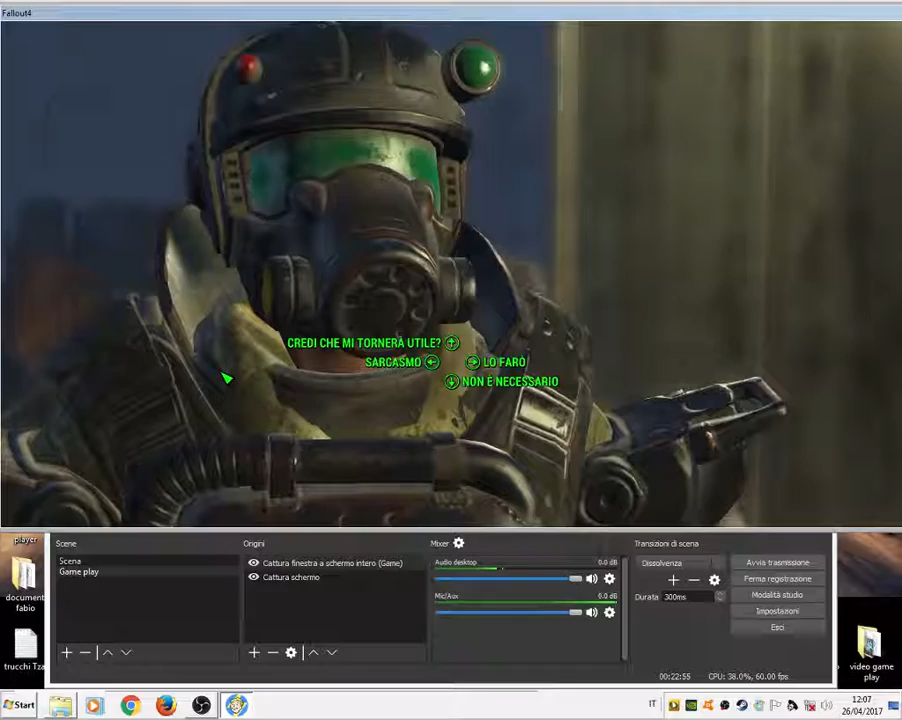 Fallout4
CREDI CHE MI TORNERÀ UTILE?
SARCASMO
LO FARÒ
NON È NECESSARIO
player
Scene
Origini
Mixer
Transizioni di scena
Scena
Game play
Cattura finestra a schermo intero (Game)
Cattura schermo
Audio desktop
0.0 dB
Mic/Aux
0.0 dB
Dissolvenza
Durata
300ms
Avvia trasmissione
Ferma registrazione
Modalità studio
Impostazioni
Esci
document
fabio
trucchi Tza
video game
play
00:22:55
CPU: 38.0%, 60.00 fps
Start
IT
12:07
26/04/2017